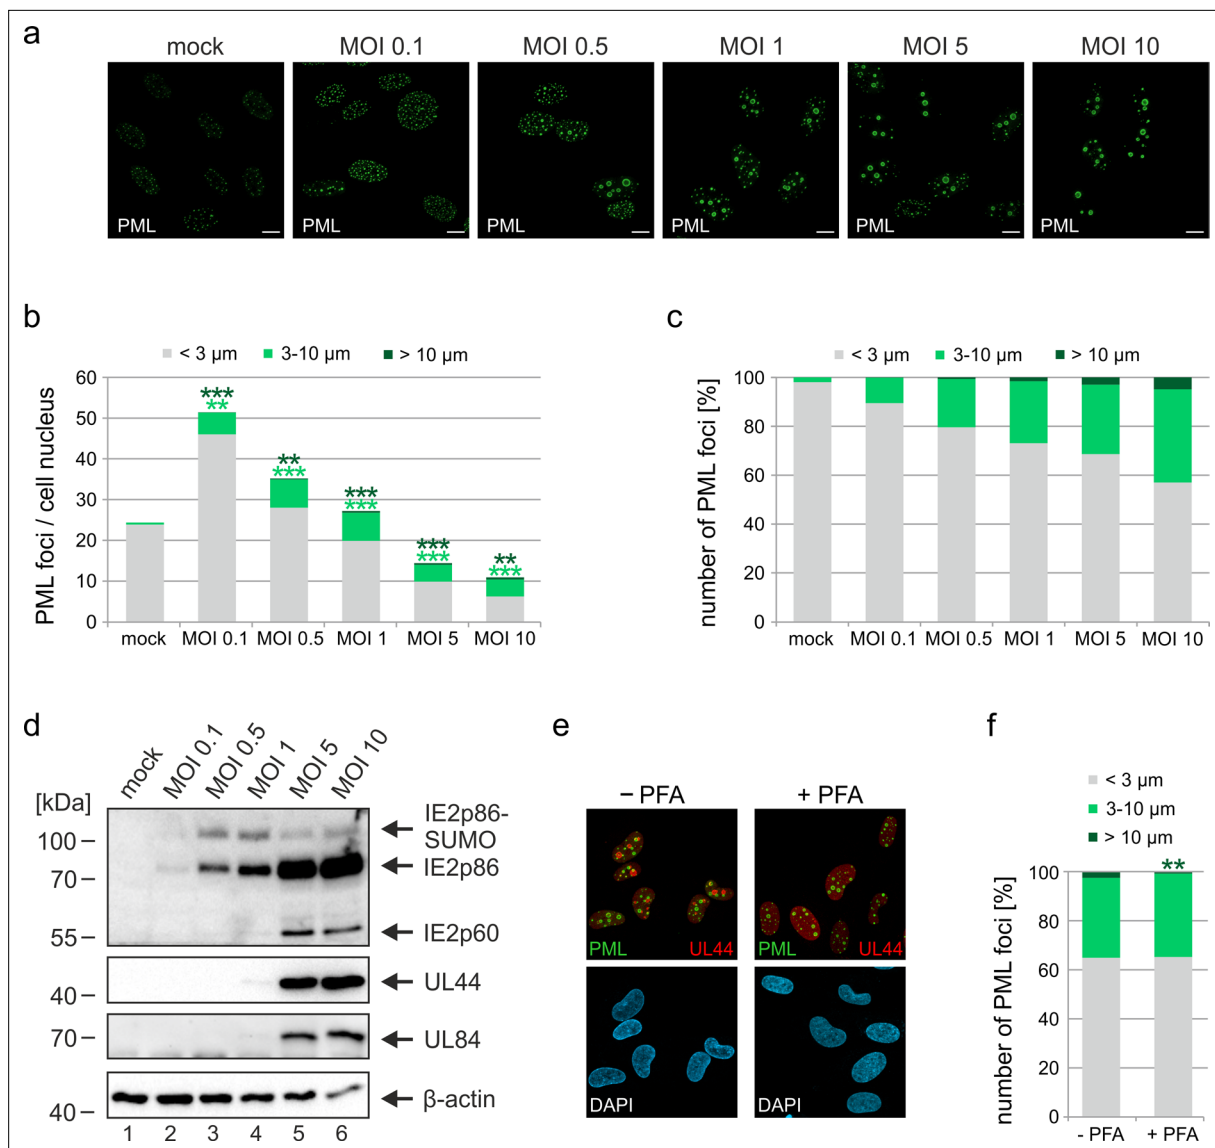 a
mock
MOI 0.1
MOI 0.5
MOI 1
MOI 5
MOI 10
PML
PML
PML
PML
PML
PML
b
< 3 µm
3-10 µm
> 10 µm
PML foci / cell nucleus
60
50
40
30
20
10
0
***
**
**
***
***
***
***
***
**
***
mock
MOI 0.1
MOI 0.5
MOI 1
MOI 5
MOI 10
c
< 3 µm
3-10 µm
> 10 µm
number of PML foci [%]
100
80
60
40
20
0
mock
MOI 0.1
MOI 0.5
MOI 1
MOI 5
MOI 10
d
mock
MOI 0.1
MOI 0.5
MOI 1
MOI 5
MOI 10
[kDa]
100
70
55
40
70
40
IE2p86-
SUMO
IE2p86
IE2p60
UL44
UL84
β-actin
1 2 3 4 5 6
e
– PFA
+ PFA
PML
UL44
PML
UL44
DAPI
DAPI
f
< 3 µm
3-10 µm
> 10 µm
number of PML foci [%]
100
80
60
40
20
0
**
- PFA
+ PFA